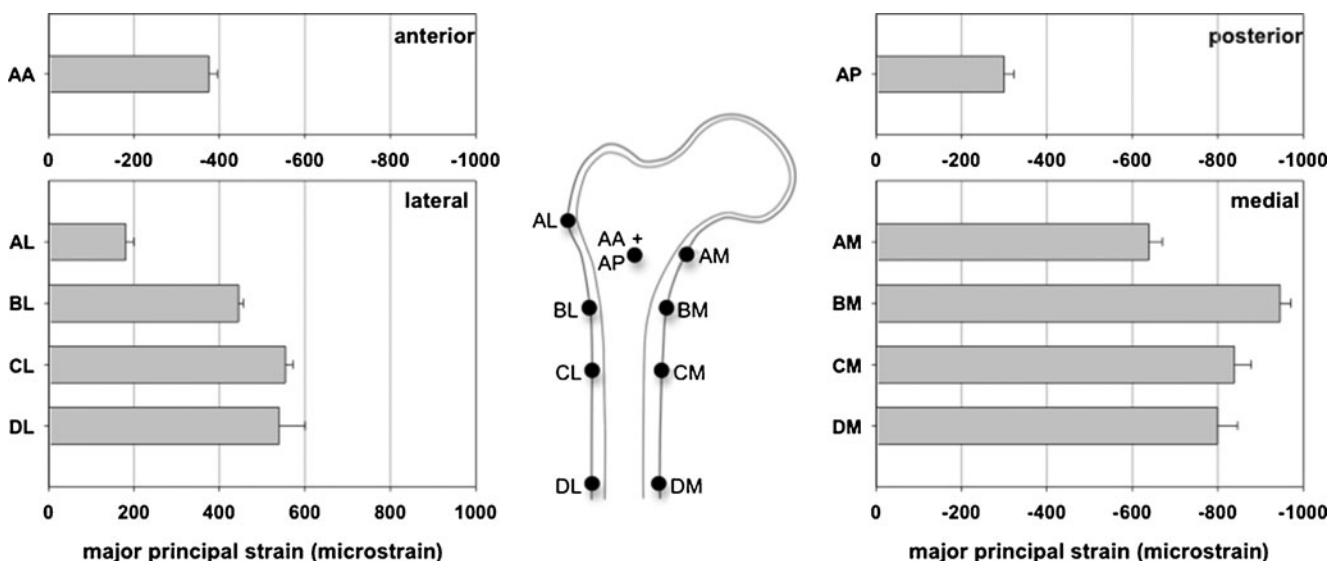 anterior
AA
0 -200 -400 -600 -800 -1000
lateral
AL
BL
CL
DL
0 200 400 600 800 1000
major principal strain (microstrain)
AL
AA +
AP
AM
BL
BM
CL
CM
DL
DM
posterior
AP
0 -200 -400 -600 -800 -1000
medial
AM
BM
CM
DM
0 -200 -400 -600 -800 -1000
major principal strain (microstrain)